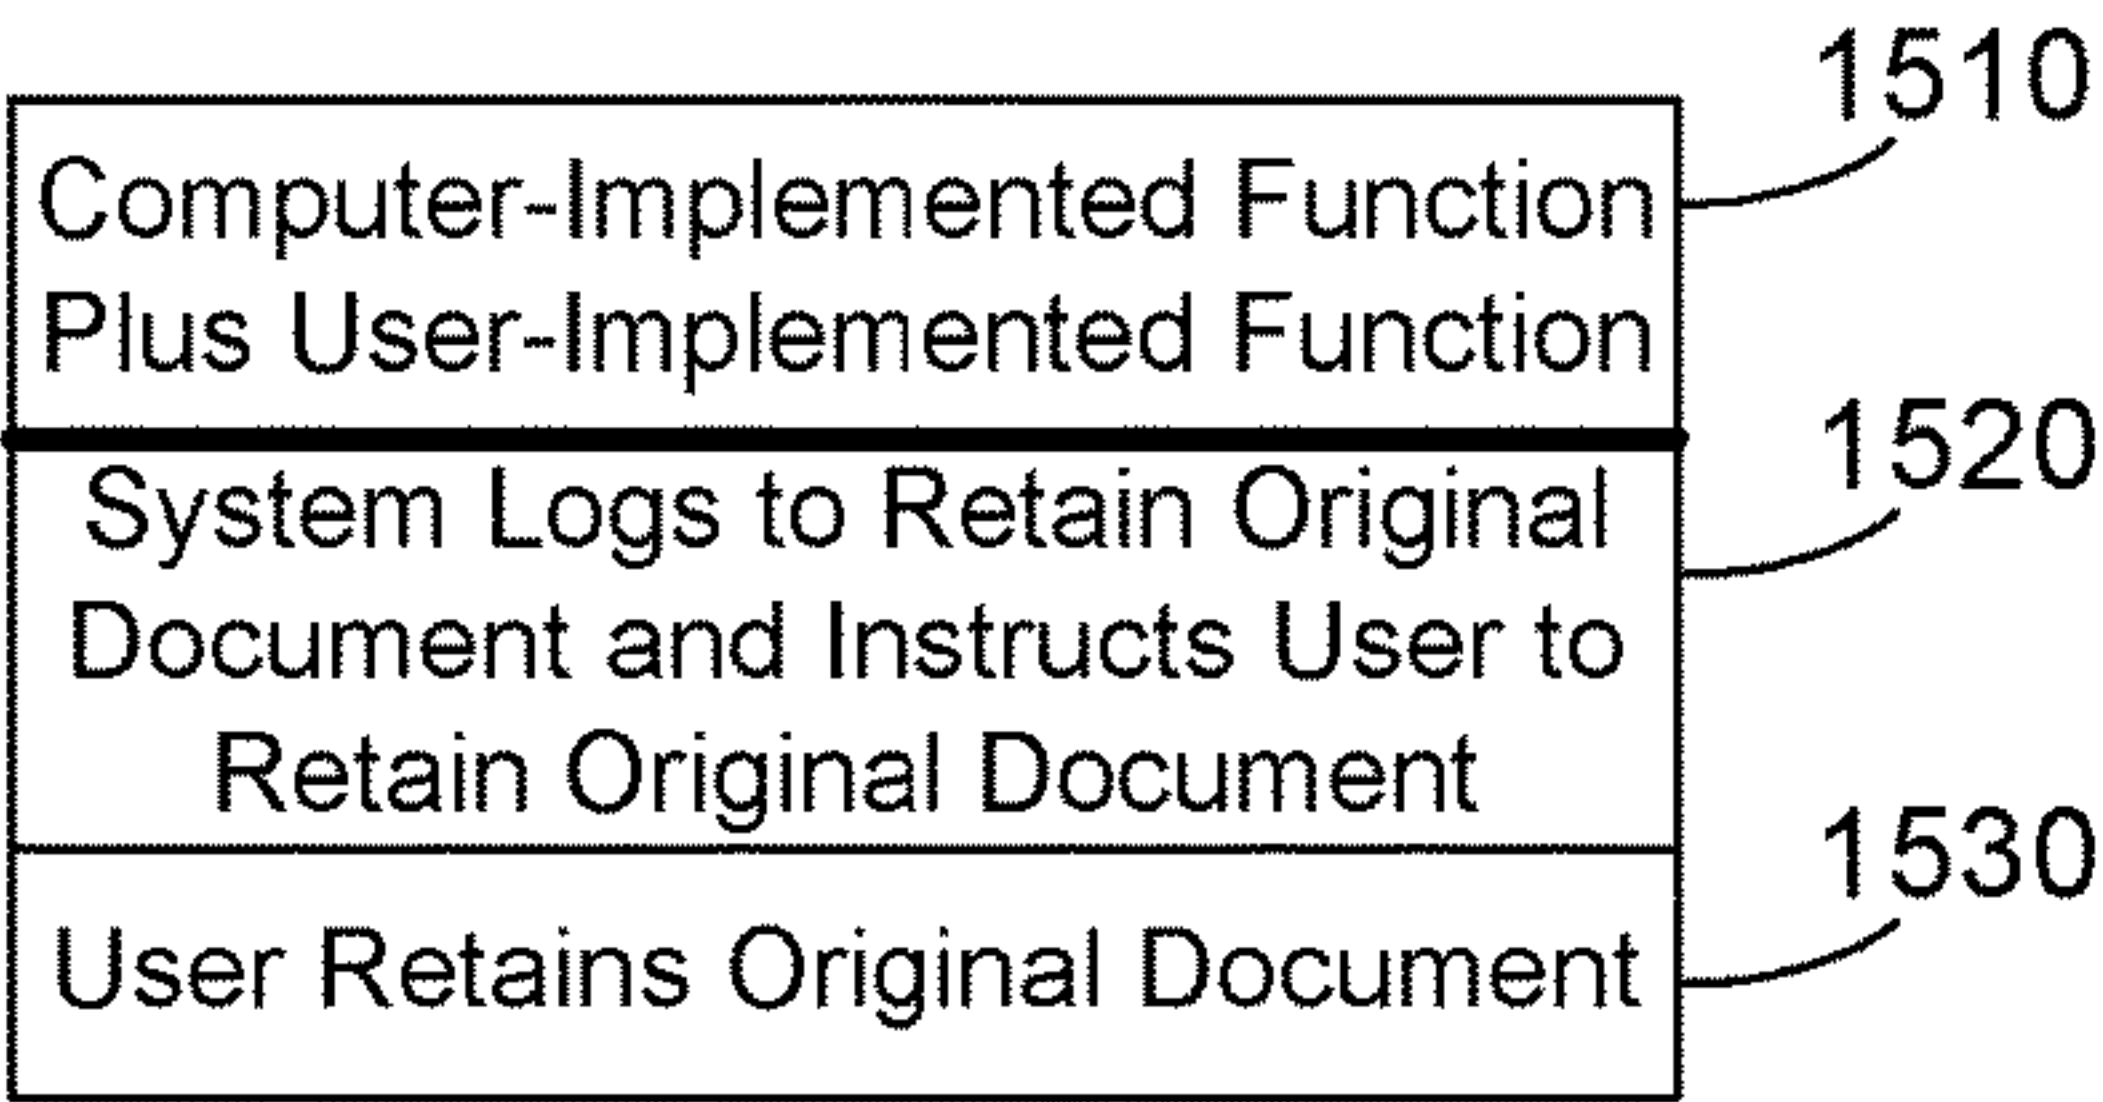 1510
Computer-Implemented Function
Plus User-Implemented Function
1520
System Logs to Retain Original
Document and Instructs User to
Retain Original Document
1530
User Retains Original Document